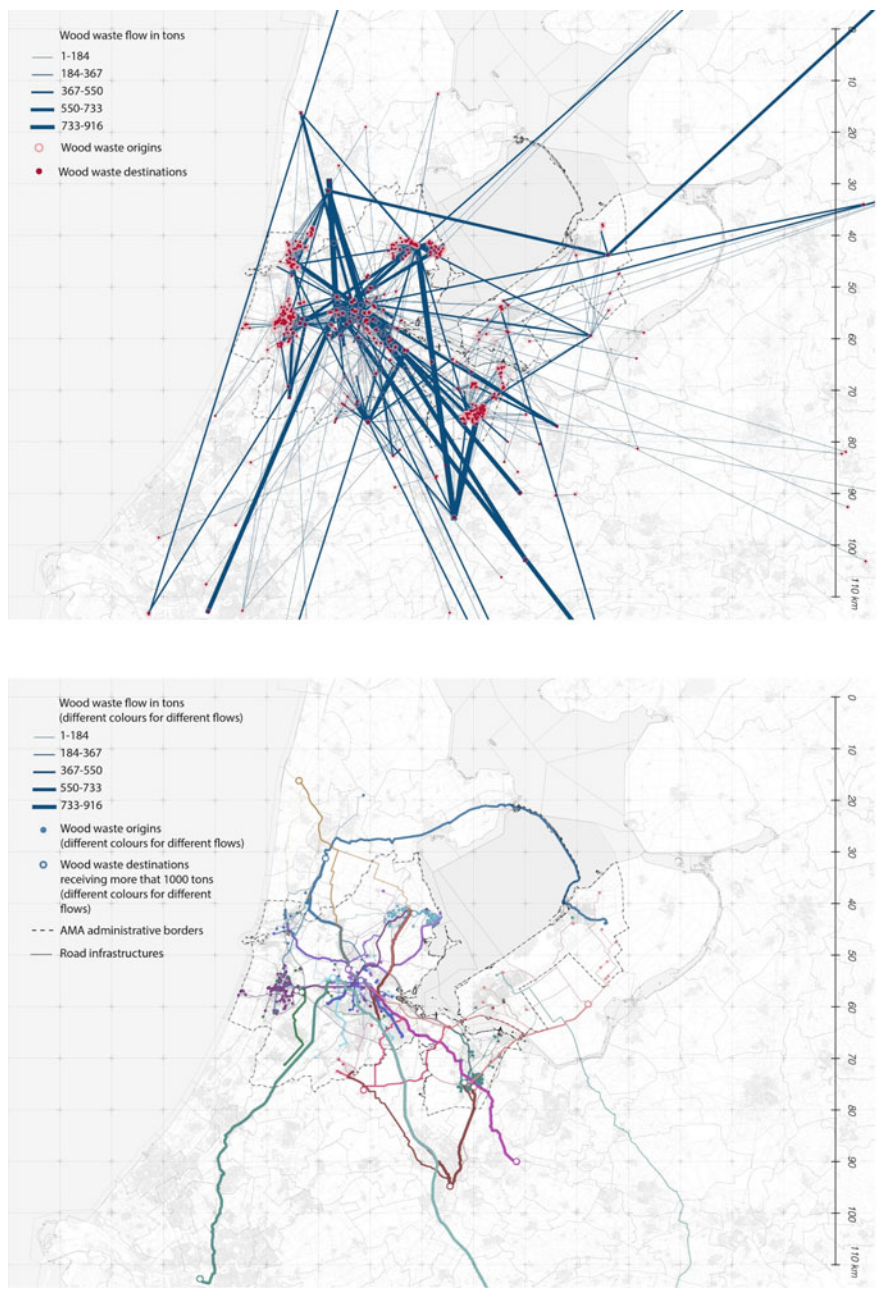 Wood waste flow in tons
1-184
184-367
367-550
550-733
733-916
Wood waste origins
Wood waste destinations
0
10
20
30
40
50
60
70
80
90
100
110 km
Wood waste flow in tons
(different colours for different flows)
1-184
184-367
367-550
550-733
733-916
Wood waste origins
(different colours for different flows)
Wood waste destinations
receiving more that 1000 tons
(different colours for different
flows)
AMA administrative borders
Road infrastructures
0
10
20
30
40
50
60
70
80
90
100
110 km